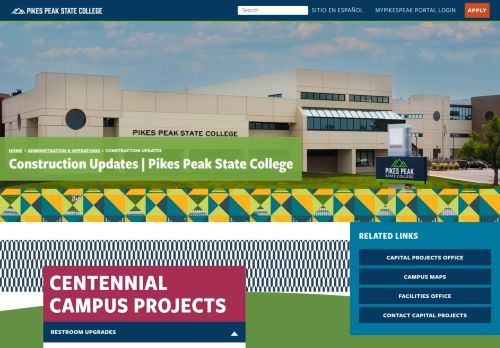 PIKES PEAK STATE COLLEGE
Search
SITIO EN ESPAÑOL
MYPIKESPEAK PORTAL LOGIN
APPLY
PIKES PEAK STATE COLLEGE
PIKES PEAK
STATE COLLEGE
HOME > ADMINISTRATION & OPERATIONS > CONSTRUCTION UPDATES
Construction Updates | Pikes Peak State College
RELATED LINKS
CAPITAL PROJECTS OFFICE
CAMPUS MAPS
FACILITIES OFFICE
CONTACT CAPITAL PROJECTS
CENTENNIAL
CAMPUS PROJECTS
RESTROOM UPGRADES